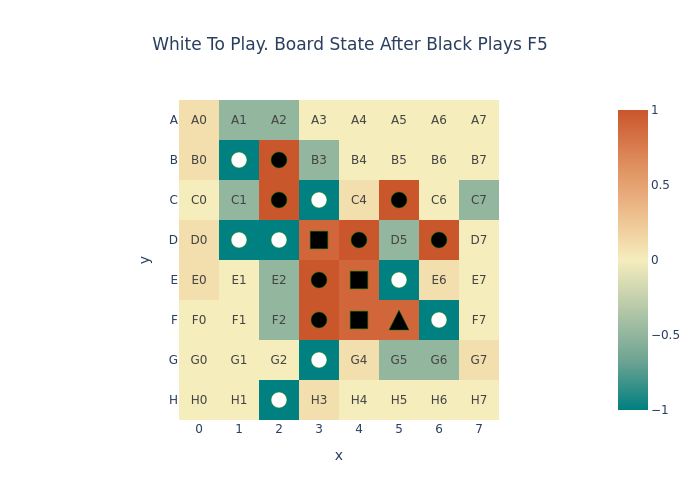 White To Play. Board State After Black Plays F5
A A0 A1 A2 A3 A4 A5 A6 A7
B B0 B3 B4 B5 B6 B7
C C0 C1 C4 C6 C7
D D0 D5 D7
E E0 E1 E2 E6 E7
F F0 F1 F2 F7
G G0 G1 G2 G4 G5 G6 G7
H H0 H1 H3 H4 H5 H6 H7
0 1 2 3 4 5 6 7
x
y
1
0.5
0
−0.5
−1